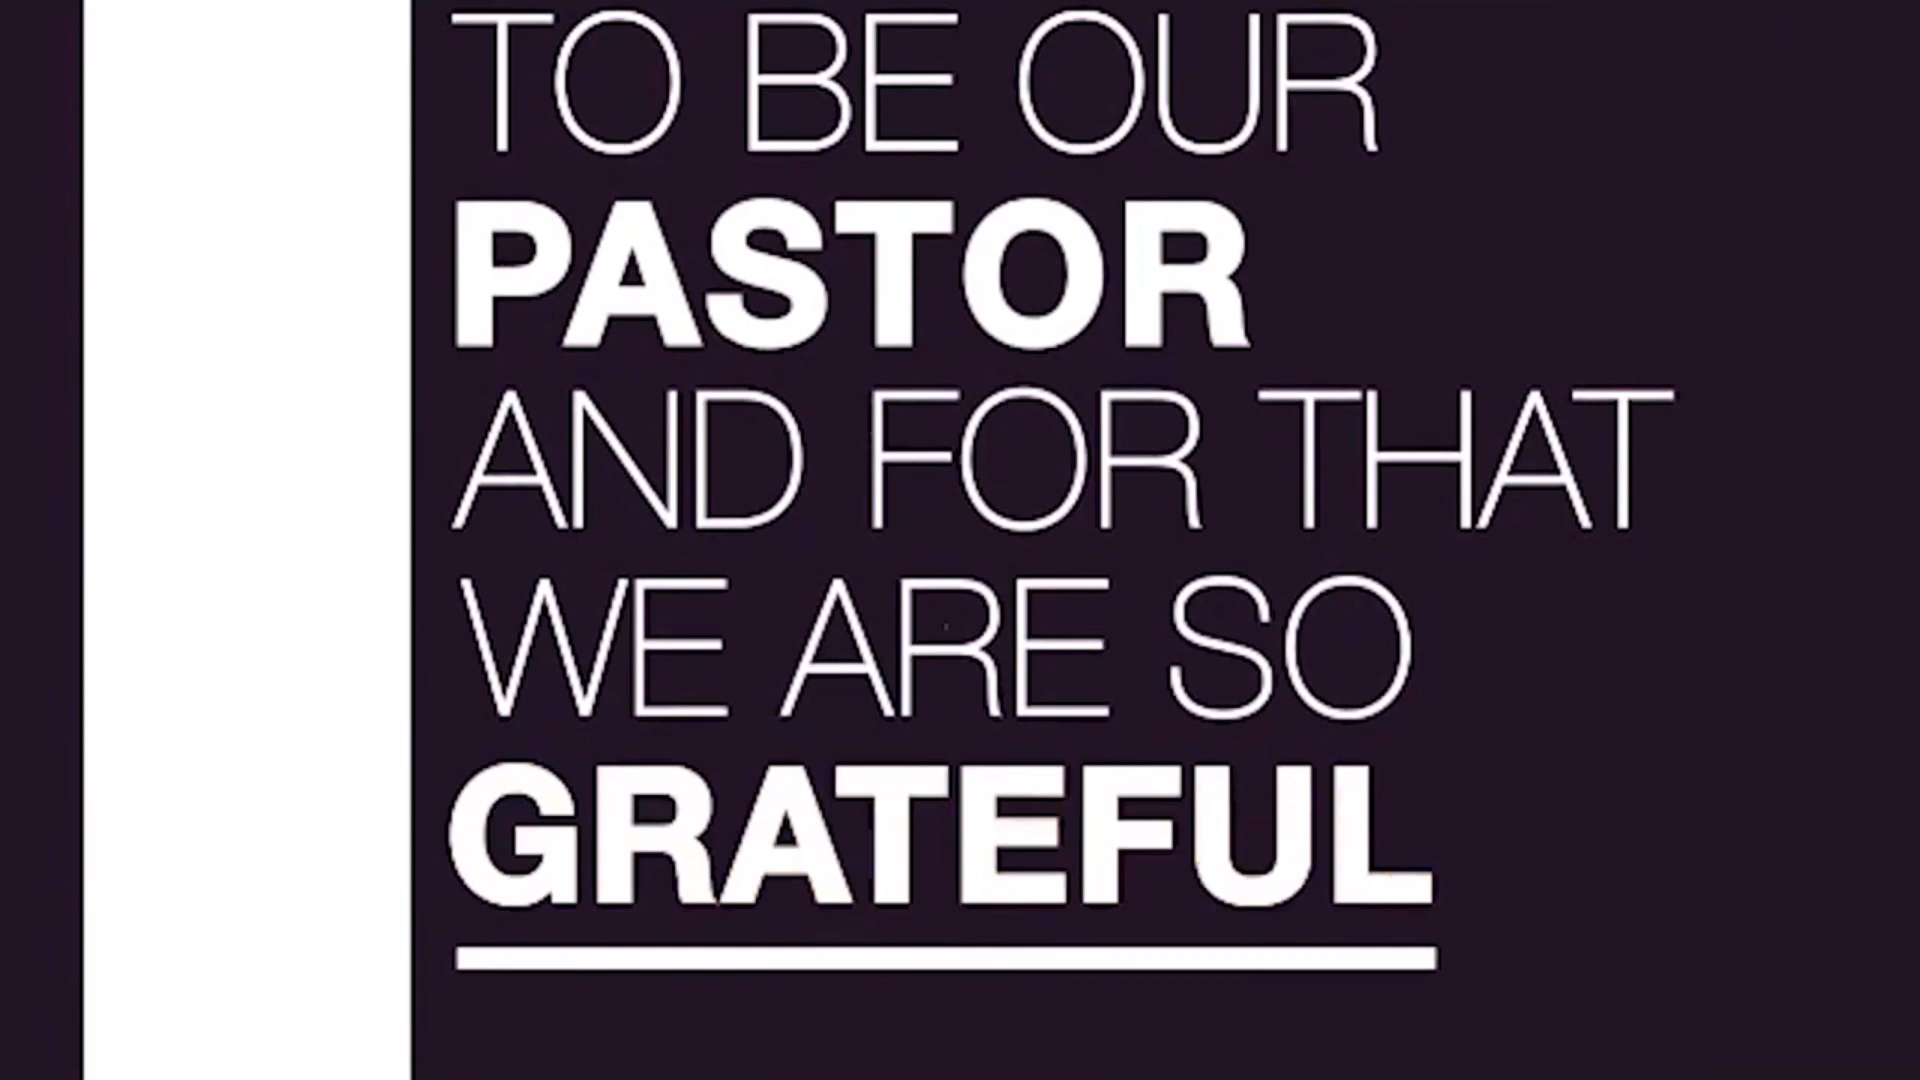 TO BE OUR
PASTOR
AND FOR THAT
WE ARE SO
GRATEFUL